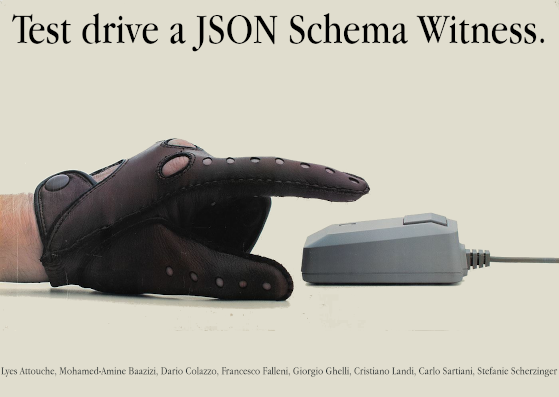 Test drive a JSON Schema Witness.
Lyes Attouche, Mohamed-Amine Baazizi, Dario Colazzo, Francesco Falleni, Giorgio Ghelli, Cristiano Landi, Carlo Sartiani, Stefanie Scherzinger